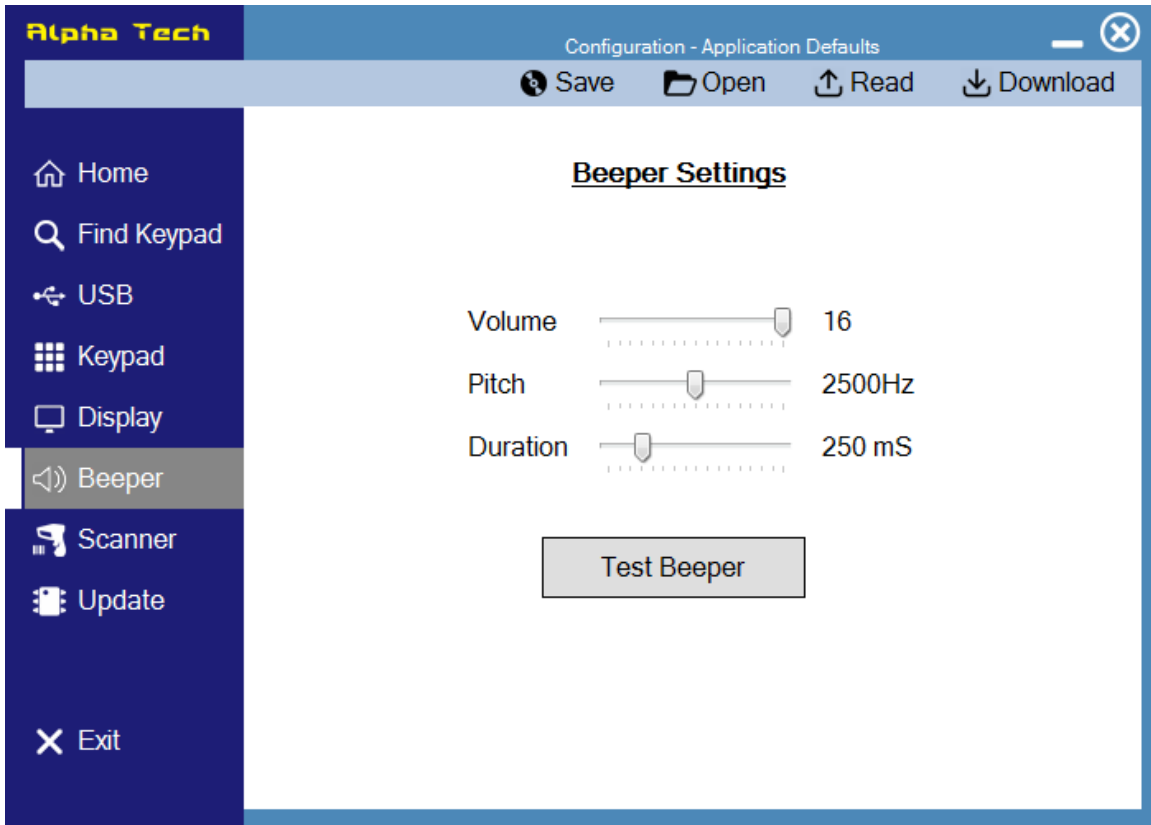 Alpha Tech
Configuration - Application Defaults
Save Open Read Download
Home
Find Keypad
USB
Keypad
Display
Beeper
Scanner
Update
Exit
Beeper Settings
Volume 16
Pitch 2500Hz
Duration 250 mS
Test Beeper